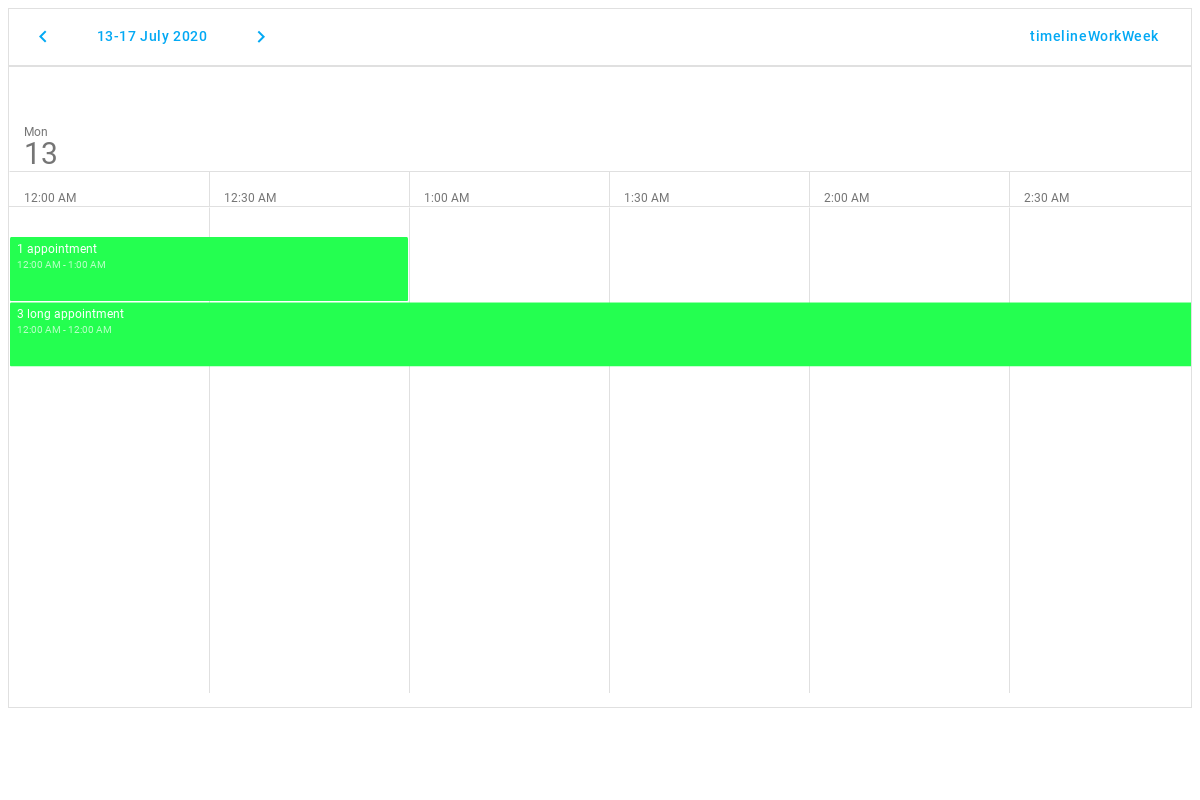 13-17 July 2020 timelineWorkWeek
Mon
13
12:00 AM 12:30 AM 1:00 AM 1:30 AM 2:00 AM 2:30 AM
1 appointment
12:00 AM - 1:00 AM
3 long appointment
12:00 AM - 12:00 AM